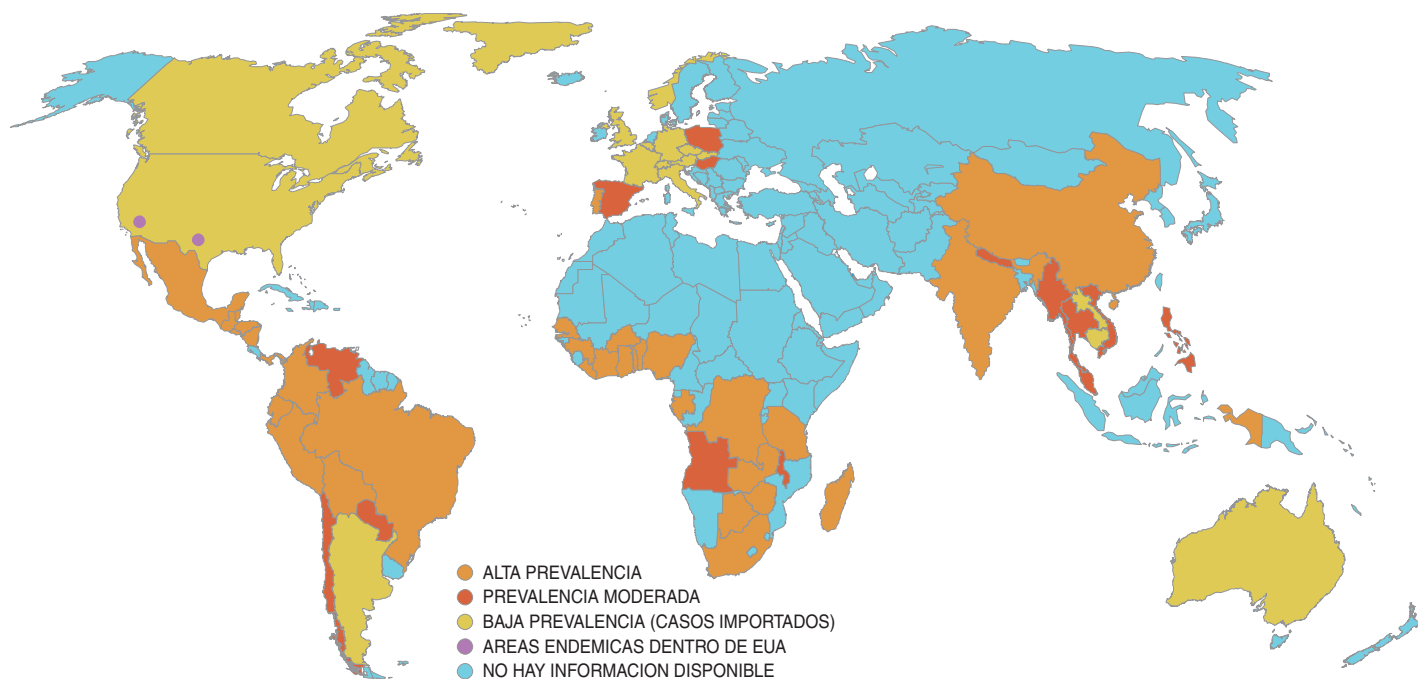 ALTA PREVALENCIA
PREVALENCIA MODERADA
BAJA PREVALENCIA (CASOS IMPORTADOS)
AREAS ENDEMICAS DENTRO DE EUA
NO HAY INFORMACION DISPONIBLE